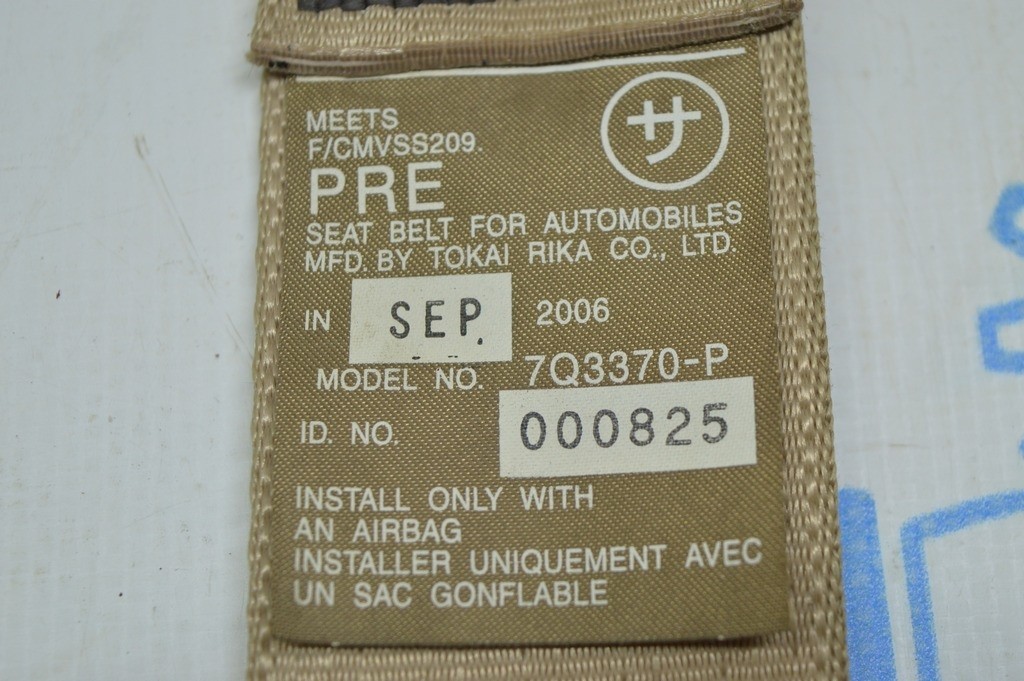 MEETS
F/CMVSS209.
サ
PRE
SEAT BELT FOR AUTOMOBILES
MFD. BY TOKAI RIKA CO., LTD.
IN SEP. 2006
MODEL NO. 7Q3370-P
ID. NO. 000825
INSTALL ONLY WITH
AN AIRBAG
INSTALLER UNIQUEMENT AVEC
UN SAC GONFLABLE